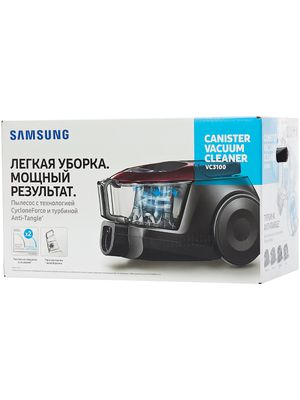 SAMSUNG
CANISTER
VACUUM
CLEANER
VC3100
ЛЕГКАЯ УБОРКА.
МОЩНЫЙ
РЕЗУЛЬТАТ.
Пылесос с технологией
CycloneForce и турбиной
Anti-Tangle*
x2